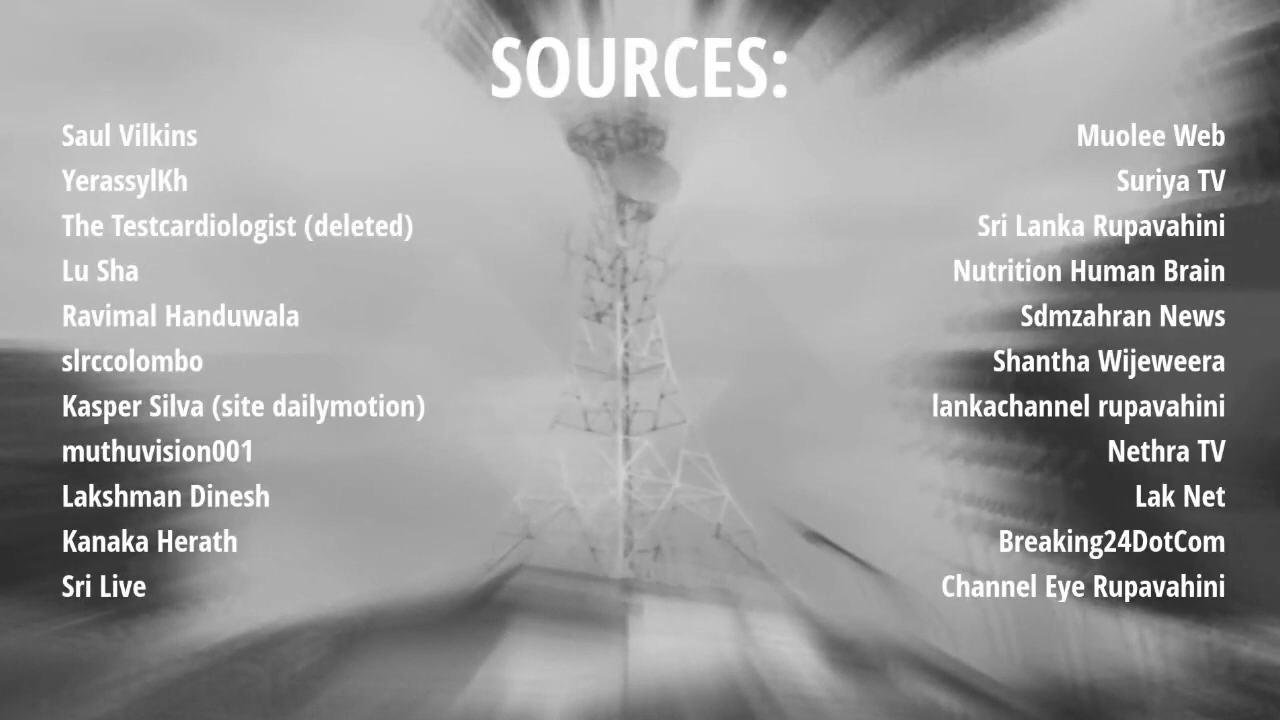 SOURCES:
Saul Vilkins
YerassylKh
The Testcardiologist (deleted)
Lu Sha
Ravimal Handuwala
slrccolombo
Kasper Silva (site dailymotion)
muthuvision001
Lakshman Dinesh
Kanaka Herath
Sri Live
Muolee Web
Suriya TV
Sri Lanka Rupavahini
Nutrition Human Brain
Sdmzahran News
Shantha Wijeweera
lankachannel rupavahini
Nethra TV
Lak Net
Breaking24DotCom
Channel Eye Rupavahini